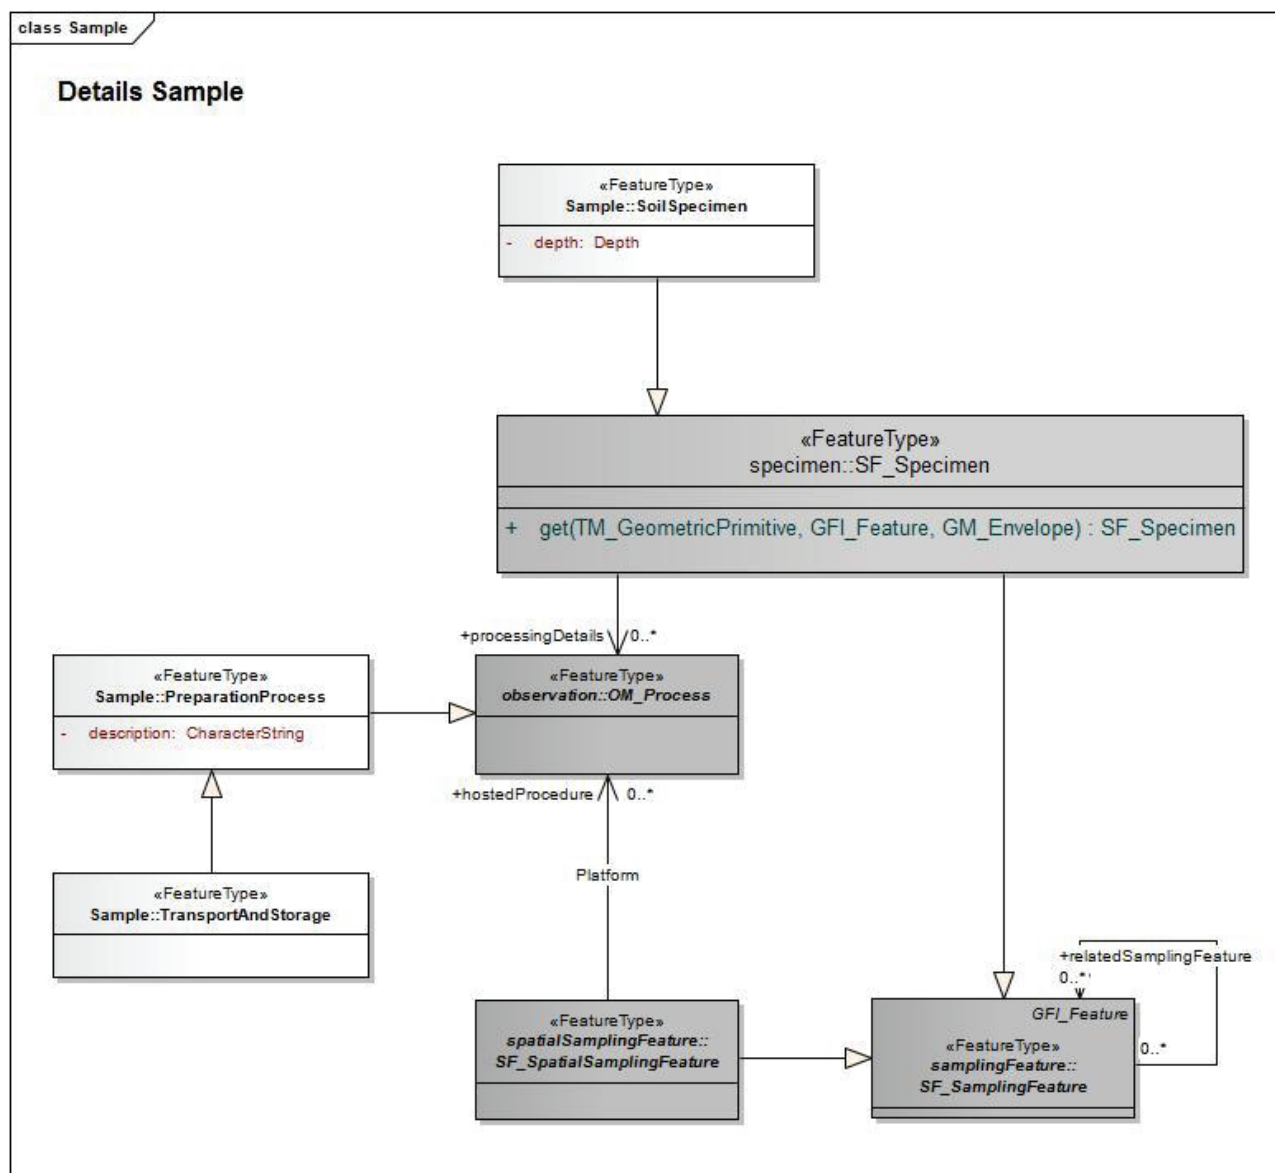 class Sample
Details Sample
«FeatureType»
Sample::SoilSpecimen
- depth: Depth
«FeatureType»
specimen::SF_Specimen
+ get(TM_GeometricPrimitive, GFI_Feature, GM_Envelope) : SF_Specimen
+processingDetails 0..*
«FeatureType»
Sample::PreparationProcess
- description: CharacterString
«FeatureType»
observation::OM_Process
+hostedProcedure 0..*
Platform
«FeatureType»
Sample::TransportAndStorage
+relatedSamplingFeature
0..*
«FeatureType»
spatialSamplingFeature::
SF_SpatialSamplingFeature
GFI_Feature
«FeatureType»
samplingFeature::
SF_SamplingFeature
0..*